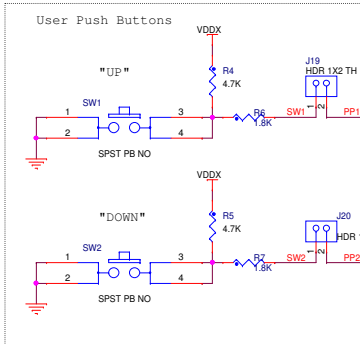 User Push Buttons
VDDX
"UP"
R4
4.7K
J19
HDR 1X2 TH
SW1
1
2
3
4
R6
1.8K
SW1
1
2
PP1
SPST PB NO
VDDX
"DOWN"
R5
4.7K
J20
HDR 1
SW2
1
2
3
4
R7
1.8K
SW2
1
2
PP2
SPST PB NO